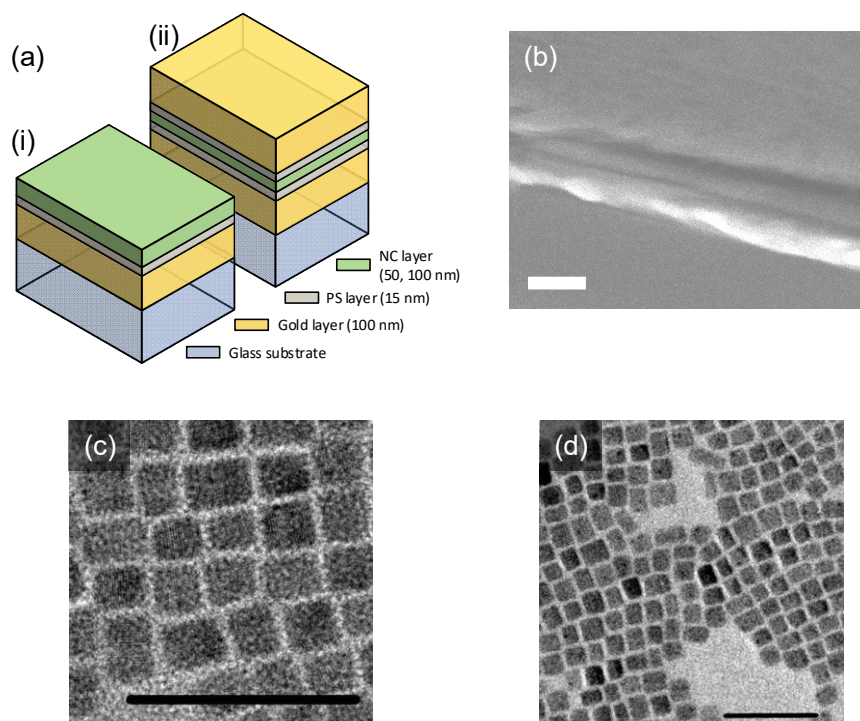 (a)
(i)
(ii)
NC layer
(50, 100 nm)
PS layer (15 nm)
Gold layer (100 nm)
Glass substrate
(b)
(c)
(d)